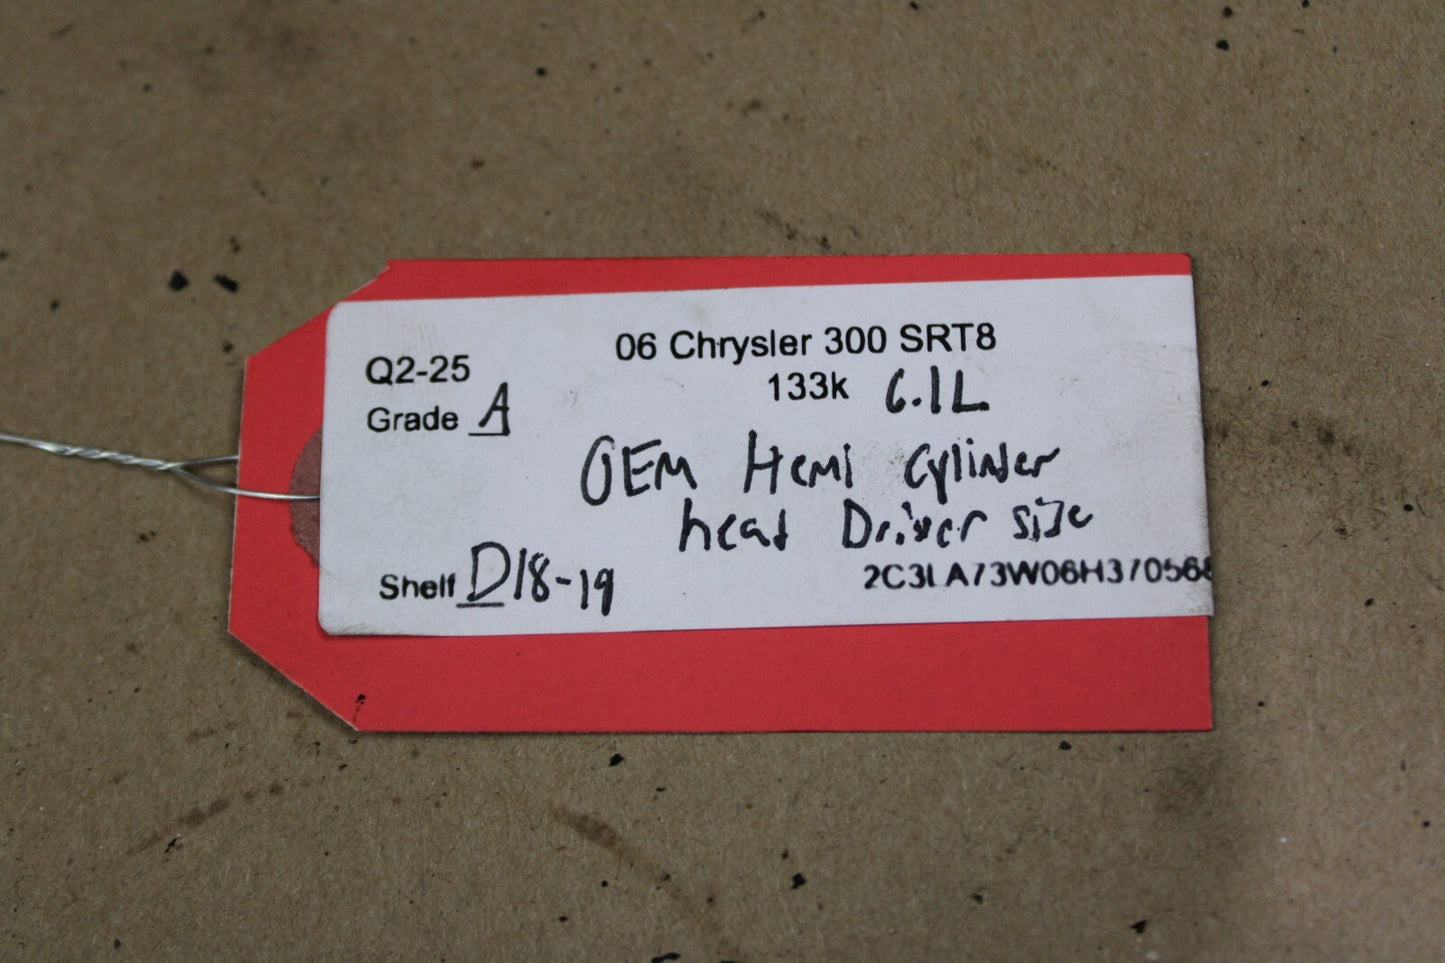 06 Chrysler 300 SRT8
Q2-25
133k 6.1L
Grade A
OEM Hemi Cylinder
head Driver side
Shelf D18-19
2C3LA73W06H370568